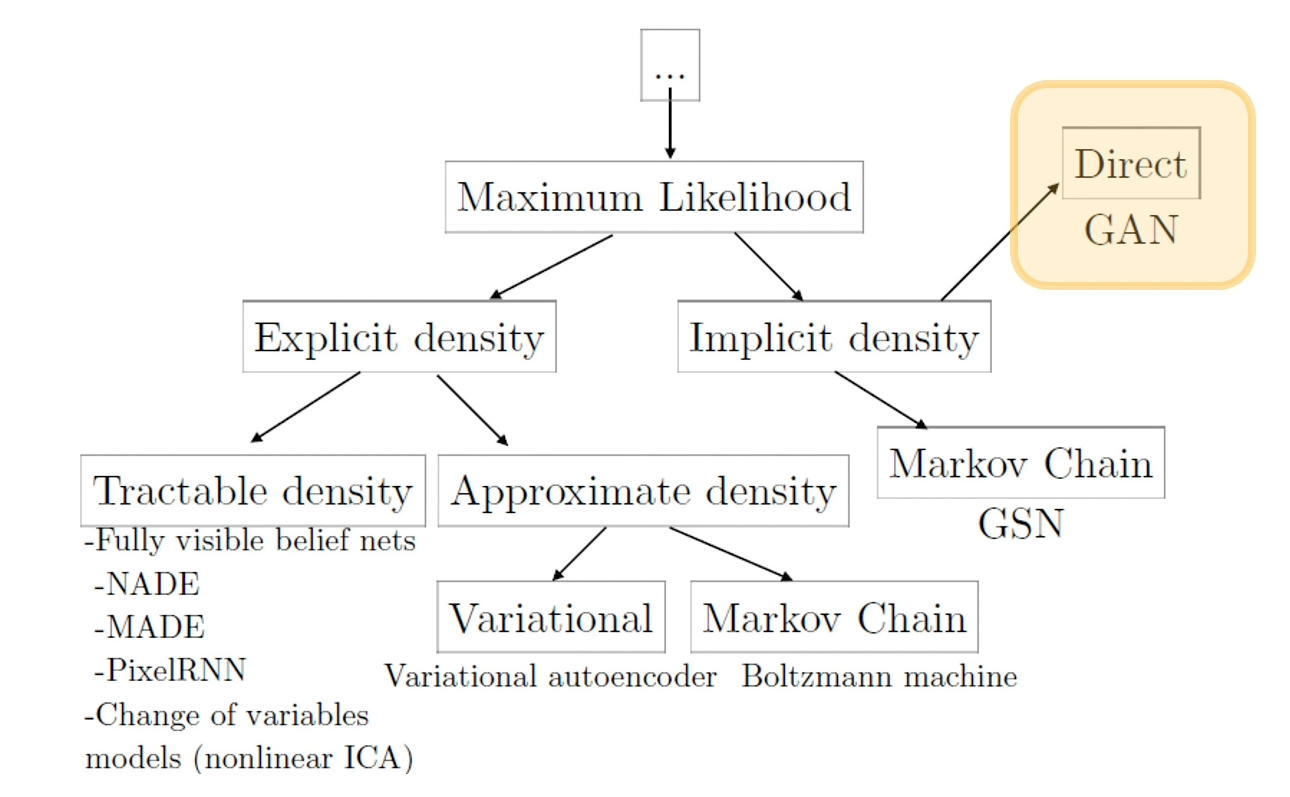 ...
Maximum Likelihood
Direct
GAN
Explicit density
Implicit density
Tractable density
-Fully visible belief nets
-NADE
-MADE
-PixelRNN
-Change of variables
models (nonlinear ICA)
Approximate density
Variational
Variational autoencoder
Markov Chain
Boltzmann machine
Markov Chain
GSN